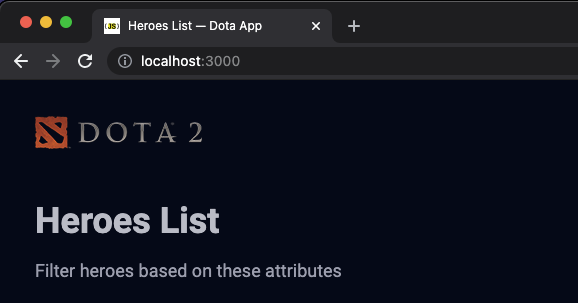 {JS} Heroes List — Dota App
localhost:3000
DOTA 2
Heroes List
Filter heroes based on these attributes